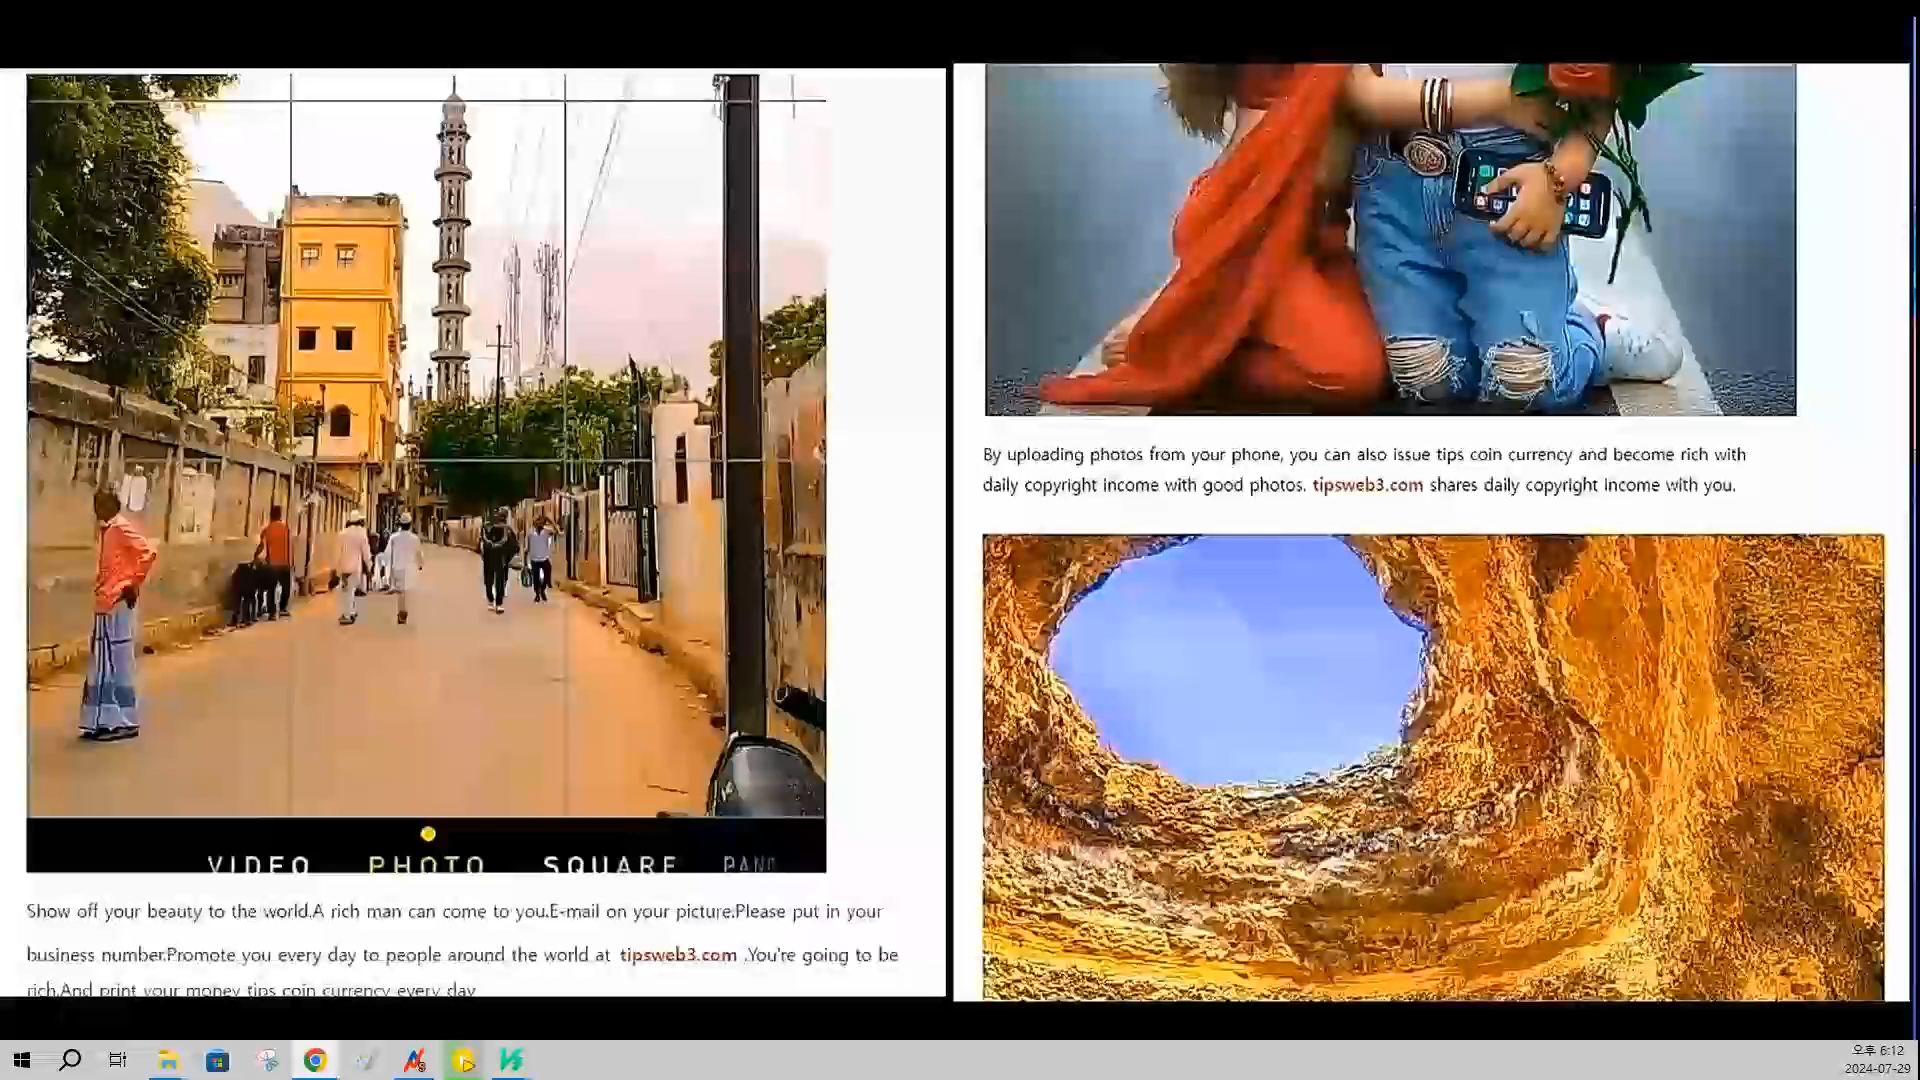 VIDEO PHOTO SQUARE PANO
Show off your beauty to the world.A rich man can come to you.E-mail on your picture.Please put in your
business number.Promote you every day to people around the world at tipsweb3.com .You're going to be
rich.And print your money tips coin currency every day
By uploading photos from your phone, you can also issue tips coin currency and become rich with
daily copyright income with good photos. tipsweb3.com shares daily copyright income with you.
오후 6:12
2024-07-29